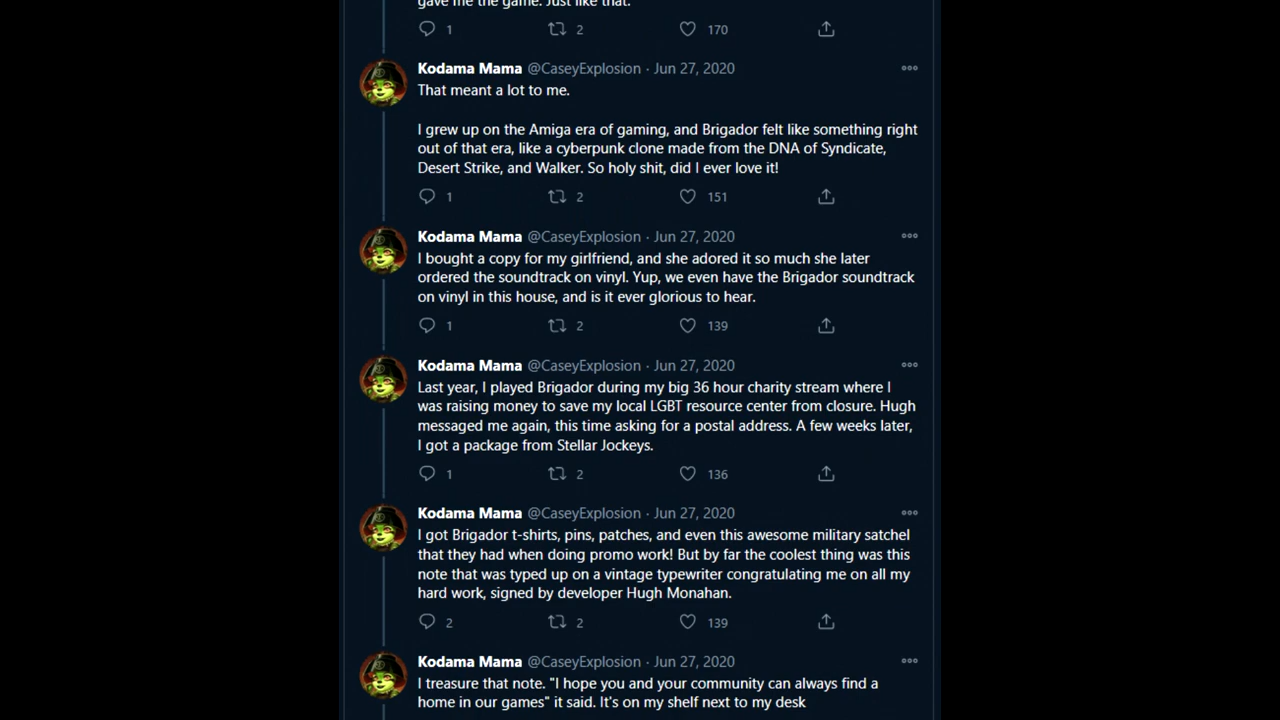 gave me the game. Just like that.
1 2 170
Kodama Mama @CaseyExplosion · Jun 27, 2020
That meant a lot to me.
I grew up on the Amiga era of gaming, and Brigador felt like something right
out of that era, like a cyberpunk clone made from the DNA of Syndicate,
Desert Strike, and Walker. So holy shit, did I ever love it!
1 2 151
Kodama Mama @CaseyExplosion · Jun 27, 2020
I bought a copy for my girlfriend, and she adored it so much she later
ordered the soundtrack on vinyl. Yup, we even have the Brigador soundtrack
on vinyl in this house, and is it ever glorious to hear.
1 2 139
Kodama Mama @CaseyExplosion · Jun 27, 2020
Last year, I played Brigador during my big 36 hour charity stream where I
was raising money to save my local LGBT resource center from closure. Hugh
messaged me again, this time asking for a postal address. A few weeks later,
I got a package from Stellar Jockeys.
1 2 136
Kodama Mama @CaseyExplosion · Jun 27, 2020
I got Brigador t-shirts, pins, patches, and even this awesome military satchel
that they had when doing promo work! But by far the coolest thing was this
note that was typed up on a vintage typewriter congratulating me on all my
hard work, signed by developer Hugh Monahan.
2 2 139
Kodama Mama @CaseyExplosion · Jun 27, 2020
I treasure that note. "I hope you and your community can always find a
home in our games" it said. It's on my shelf next to my desk